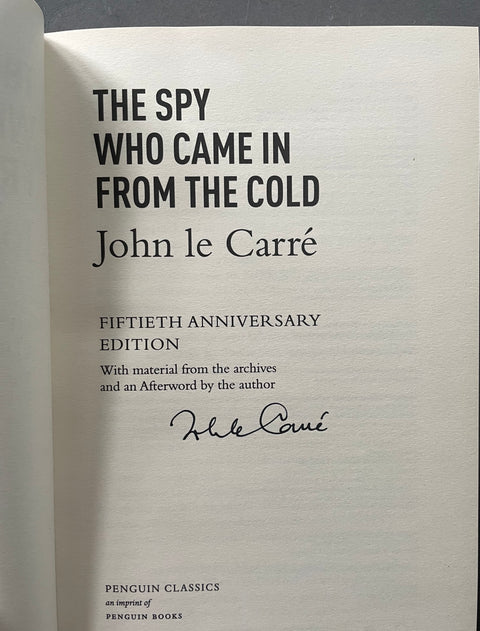 THE SPY
WHO CAME IN
FROM THE COLD
John le Carré
FIFTIETH ANNIVERSARY
EDITION
With material from the archives
and an Afterword by the author
John le Carré
PENGUIN CLASSICS
an imprint of
PENGUIN BOOKS